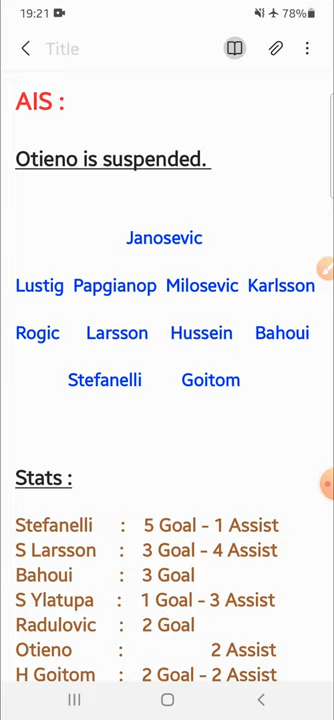 19:21 78%
Title
AIS :
Otieno is suspended.
Janosevic
Lustig Papgianop Milosevic Karlsson
Rogic Larsson Hussein Bahoui
Stefanelli Goitom
Stats :
Stefanelli : 5 Goal - 1 Assist
S Larsson : 3 Goal - 4 Assist
Bahoui : 3 Goal
S Ylatupa : 1 Goal - 3 Assist
Radulovic : 2 Goal
Otieno : 2 Assist
H Goitom : 2 Goal - 2 Assist